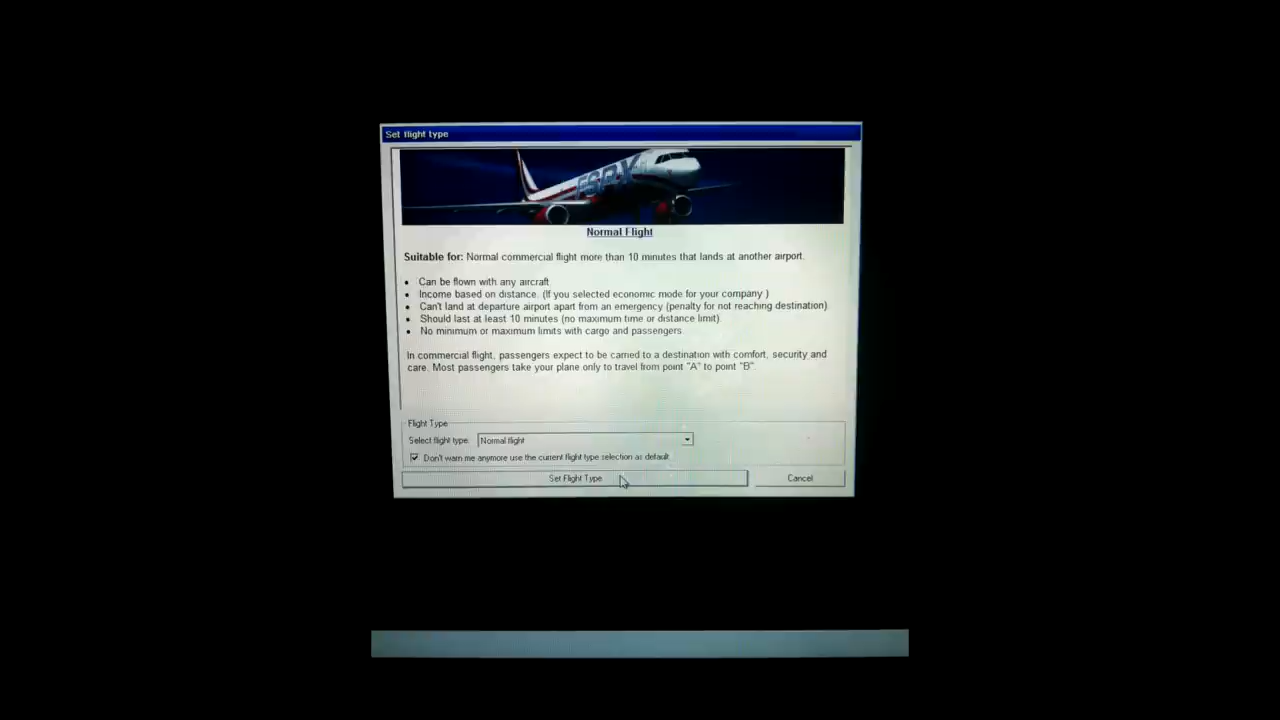 Set flight type
FSPX
Normal Flight
Suitable for: Normal commercial flight more than 10 minutes that lands at another airport.
• Can be flown with any aircraft
• Income based on distance. (If you selected economic mode for your company )
• Can't land at departure airport apart from an emergency (penalty for not reaching destination).
• Should last at least 10 minutes (no maximum time or distance limit).
• No minimum or maximum limits with cargo and passengers
In commercial flight, passengers expect to be carried to a destination with comfort, security and
care. Most passengers take your plane only to travel from point "A" to point "B".
Flight Type
Select flight type: Normal flight
Don't warn me anymore use the current flight type selection as default.
Set Flight Type
Cancel